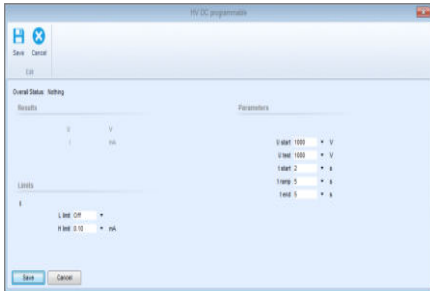 HV DC programmable
Save Cancel
Exit
Overall Status: Nothing
Results
Parameters
U V
I mA
U start 1000 V
U test 1000 V
t start 2 s
t ramp 5 s
t end 5 s
Limits
I
L limit Off
H limit 0.10 mA
Save Cancel